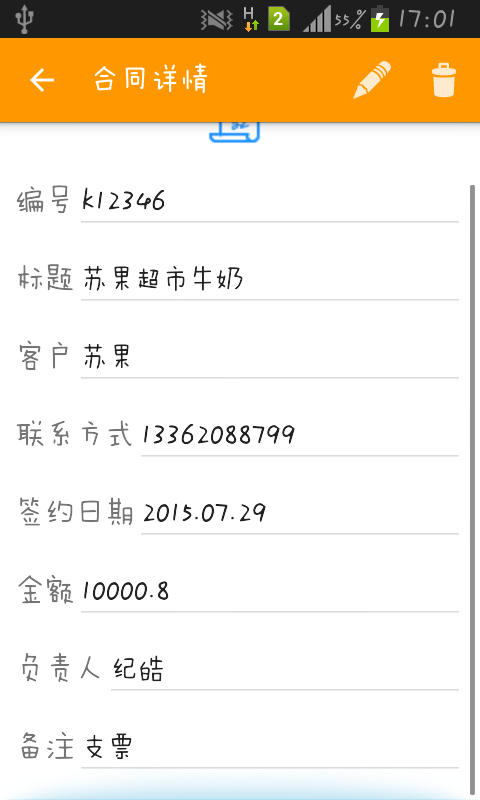 H 2 55% 17:01
合同详情
编号 k12346
标题 苏果超市牛奶
客户 苏果
联系方式 13362088799
签约日期 2015.07.29
金额 10000.8
负责人 纪皓
备注 支票